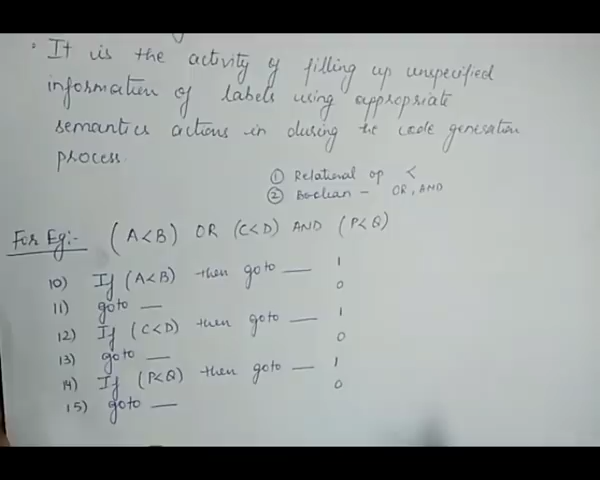 · It is the activity of filling up unspecified
information of labels using appropriate
semantics actions in during the code generation
process.
① Relational op <
② Boolean - OR, AND
For Eg:- (A<B) OR (C<D) AND (P<Q)
10) If (A<B) then goto — 1
11) goto — 0
12) If (C<D) then goto — 1
13) goto — 0
14) If (P<Q) then goto — 1
15) goto — 0